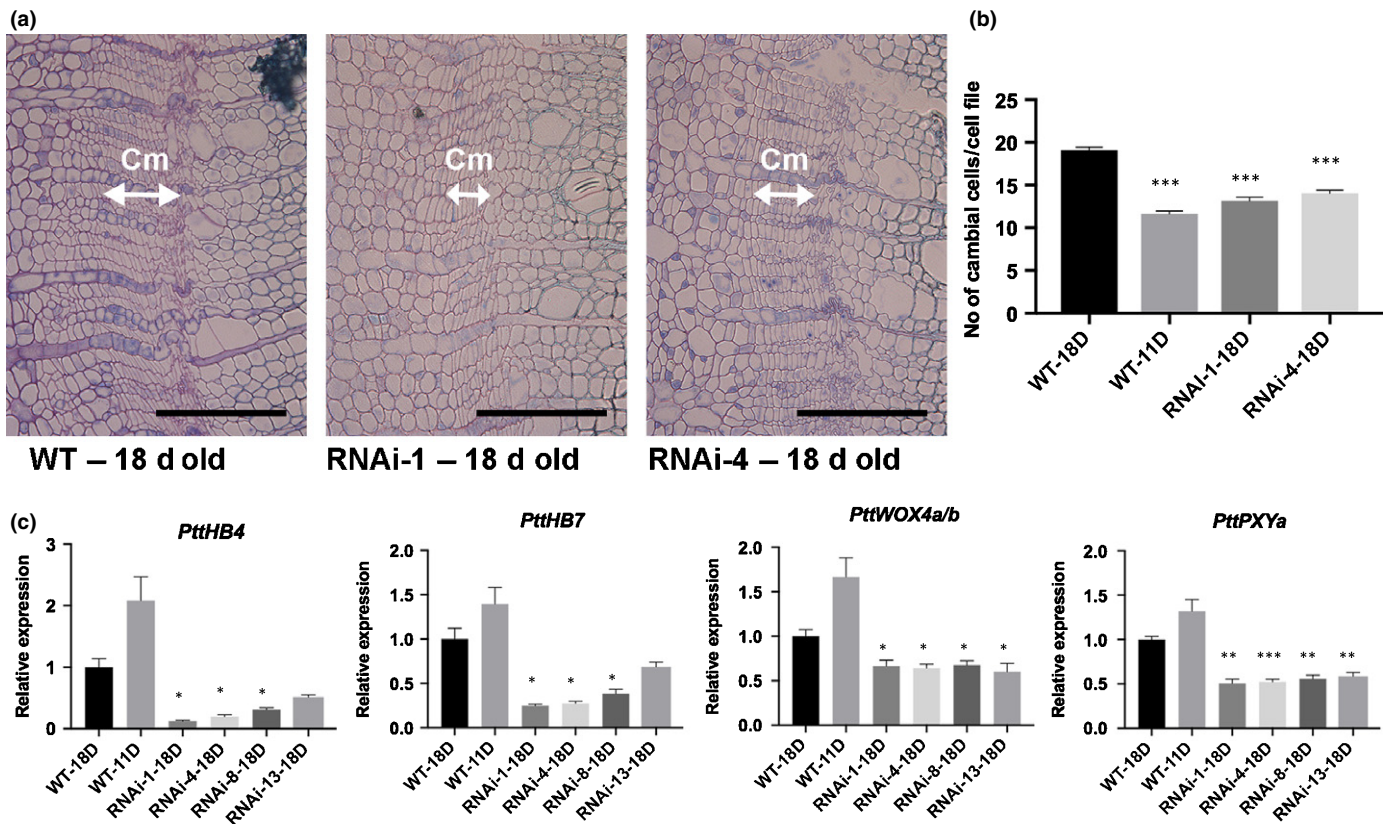 (a)
Cm
Cm
Cm
WT – 18 d old
RNAi-1 – 18 d old
RNAi-4 – 18 d old
(b)
No of cambial cells/cell file
25
20
15
10
5
0
***
***
***
WT-18D
WT-11D
RNAI-1-18D
RNAi-4-18D
(c)
PttHB4
Relative expression
3
2
1
0
*
*
*
WT-18D
WT-11D
RNAi-1-18D
RNAi-4-18D
RNAi-8-18D
RNAi-13-18D
PttHB7
Relative expression
2.0
1.5
1.0
0.5
0.0
*
*
*
WT-18D
WT-11D
RNAi-1-18D
RNAi-4-18D
RNAi-8-18D
RNAi-13-18D
PttWOX4a/b
Relative expression
2.0
1.5
1.0
0.5
0.0
*
*
*
*
WT-18D
WT-11D
RNAi-1-18D
RNAi-4-18D
RNAi-8-18D
RNAi-13-18D
PttPXYa
Relative expression
2.0
1.5
1.0
0.5
0.0
**
***
**
**
WT-18D
WT-11D
RNAi-1-18D
RNAi-4-18D
RNAi-8-18D
RNAi-13-18D